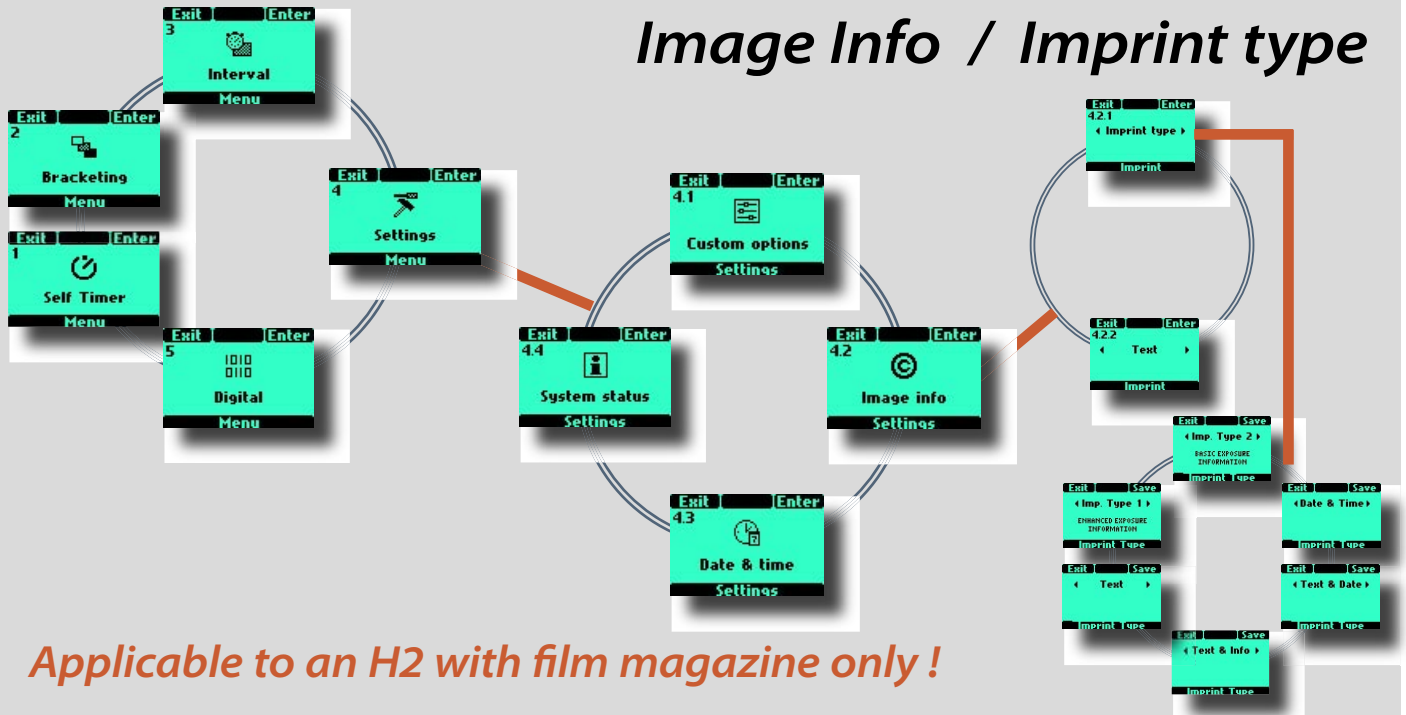 Image Info / Imprint type
Exit Enter
3
Interval
Menu
Exit Enter
2
Bracketing
Menu
Exit Enter
1
Self Timer
Menu
Exit Enter
4
Settings
Menu
Exit Enter
5
Digital
Menu
Exit Enter
4.1
Custom options
Settings
Exit Enter
4.4
System status
Settings
Exit Enter
4.2
Image info
Settings
Exit Enter
4.3
Date & time
Settings
Exit Enter
4.2.1
Imprint type
Imprint
Exit Enter
4.2.2
Text
Imprint
Exit Save
Imp. Type 2
BASIC EXPOSURE
INFORMATION
Imprint Type
Exit Save
Imp. Type 1
ENHANCED EXPOSURE
INFORMATION
Imprint Type
Exit Save
Date & Time
Imprint Type
Exit Save
Text
Imprint Type
Exit Save
Text & Date
Imprint Type
Exit Save
Text & Info
Imprint Type
Applicable to an H2 with film magazine only !